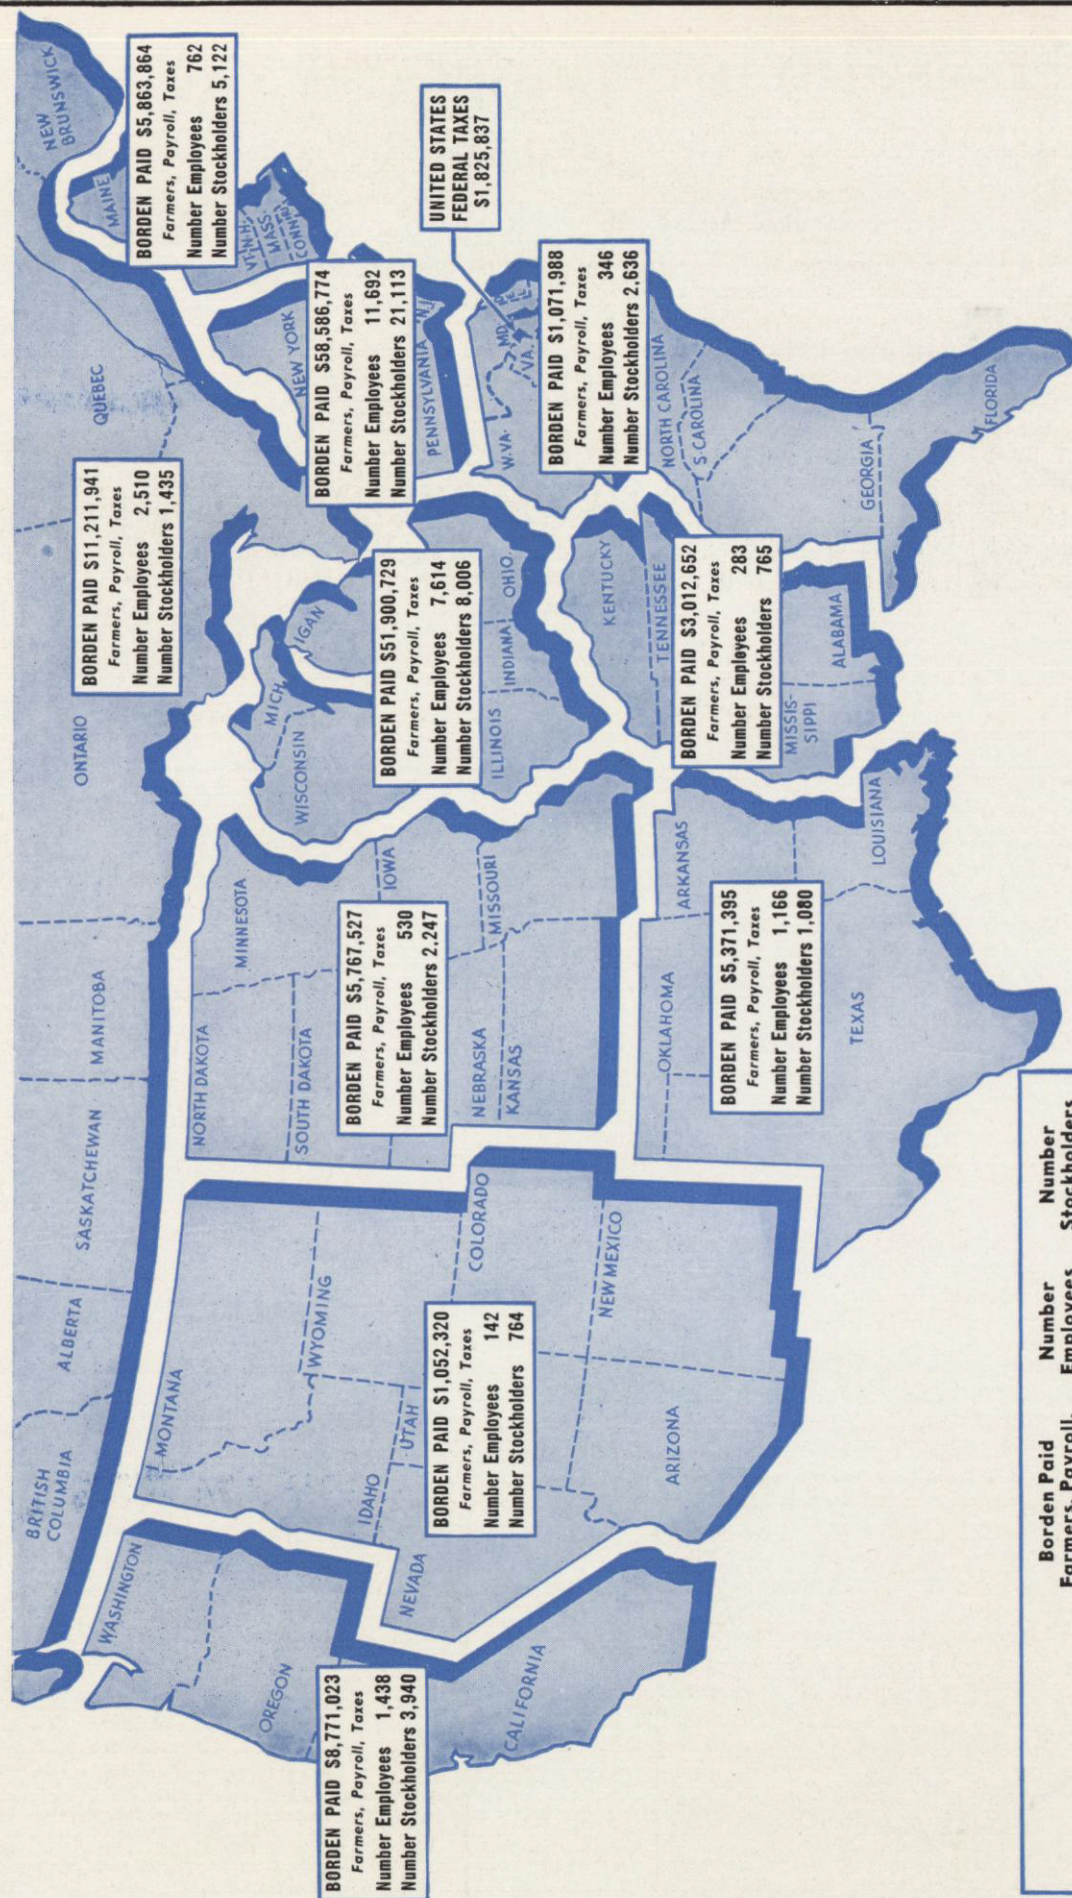 BRITISH
COLUMBIA
ALBERTA
SASKATCHEWAN
MANITOBA
ONTARIO
QUEBEC
NEW
BRUNSWICK
BORDEN PAID $11,211,941
Farmers, Payroll, Taxes
Number Employees 2,510
Number Stockholders 1,435
MAINE
BORDEN PAID $5,863,864
Farmers, Payroll, Taxes
Number Employees 762
Number Stockholders 5,122
VT.
N.H.
MASS.
CONN.
R.I.
WASHINGTON
OREGON
CALIFORNIA
BORDEN PAID $8,771,023
Farmers, Payroll, Taxes
Number Employees 1,438
Number Stockholders 3,940
MONTANA
IDAHO
WYOMING
NEVADA
UTAH
COLORADO
ARIZONA
NEW MEXICO
BORDEN PAID $1,052,320
Farmers, Payroll, Taxes
Number Employees 142
Number Stockholders 764
NORTH DAKOTA
MINNESOTA
SOUTH DAKOTA
IOWA
NEBRASKA
KANSAS
MISSOURI
BORDEN PAID $5,767,527
Farmers, Payroll, Taxes
Number Employees 530
Number Stockholders 2,247
WISCONSIN
MICH
IGAN
ILLINOIS
INDIANA
OHIO
BORDEN PAID $51,900,729
Farmers, Payroll, Taxes
Number Employees 7,614
Number Stockholders 8,006
NEW YORK
PENNSYLVANIA
N.J.
BORDEN PAID $58,586,774
Farmers, Payroll, Taxes
Number Employees 11,692
Number Stockholders 21,113
UNITED STATES
FEDERAL TAXES
$1,825,837
W.VA.
MD.
DEL.
VA.
NORTH CAROLINA
S.CAROLINA
GEORGIA
FLORIDA
BORDEN PAID $1,071,988
Farmers, Payroll, Taxes
Number Employees 346
Number Stockholders 2,636
KENTUCKY
TENNESSEE
MISSIS-
SIPPI
ALABAMA
BORDEN PAID $3,012,652
Farmers, Payroll, Taxes
Number Employees 283
Number Stockholders 765
OKLAHOMA
ARKANSAS
TEXAS
LOUISIANA
BORDEN PAID $5,371,395
Farmers, Payroll, Taxes
Number Employees 1,166
Number Stockholders 1,080
Borden Paid Number Number
Farmers, Payroll, Employees Stockholders